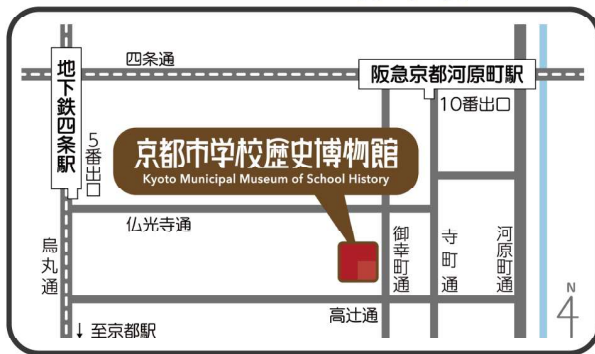 四条通
阪急京都河原町駅
地下鉄四条駅
5番出口
10番出口
京都市学校歴史博物館
Kyoto Municipal Museum of School History
仏光寺通
烏丸通
御幸町通
寺町通
河原町通
高辻通
↓ 至京都駅
N